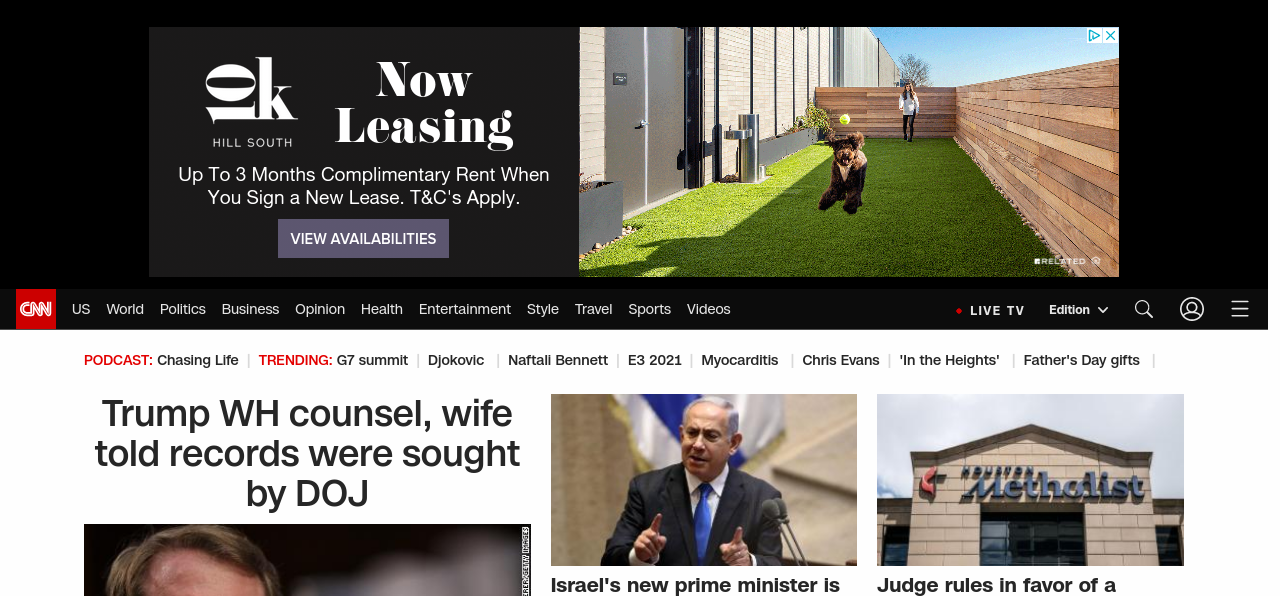 ok
HILL SOUTH
Now
Leasing
Up To 3 Months Complimentary Rent When
You Sign a New Lease. T&C's Apply.
VIEW AVAILABILITIES
RELATED
CNN
US World Politics Business Opinion Health Entertainment Style Travel Sports Videos
LIVE TV Edition
PODCAST: Chasing Life | TRENDING: G7 summit | Djokovic | Naftali Bennett | E3 2021 | Myocarditis | Chris Evans | 'In the Heights' | Father's Day gifts |
Trump WH counsel, wife
told records were sought
by DOJ
HOUSTON
Methodist
Israel's new prime minister is
Judge rules in favor of a